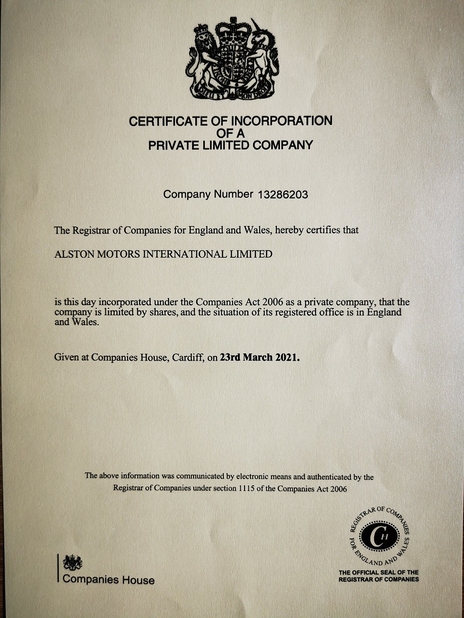 CERTIFICATE OF INCORPORATION
OF A
PRIVATE LIMITED COMPANY
Company Number 13286203
The Registrar of Companies for England and Wales, hereby certifies that
ALSTON MOTORS INTERNATIONAL LIMITED
is this day incorporated under the Companies Act 2006 as a private company, that the
company is limited by shares, and the situation of its registered office is in England
and Wales.
Given at Companies House, Cardiff, on 23rd March 2021.
The above information was communicated by electronic means and authenticated by the
Registrar of Companies under section 1115 of the Companies Act 2006
REGISTRAR OF COMPANIES
FOR ENGLAND AND WALES
Companies House
THE OFFICIAL SEAL OF THE
REGISTRAR OF COMPANIES